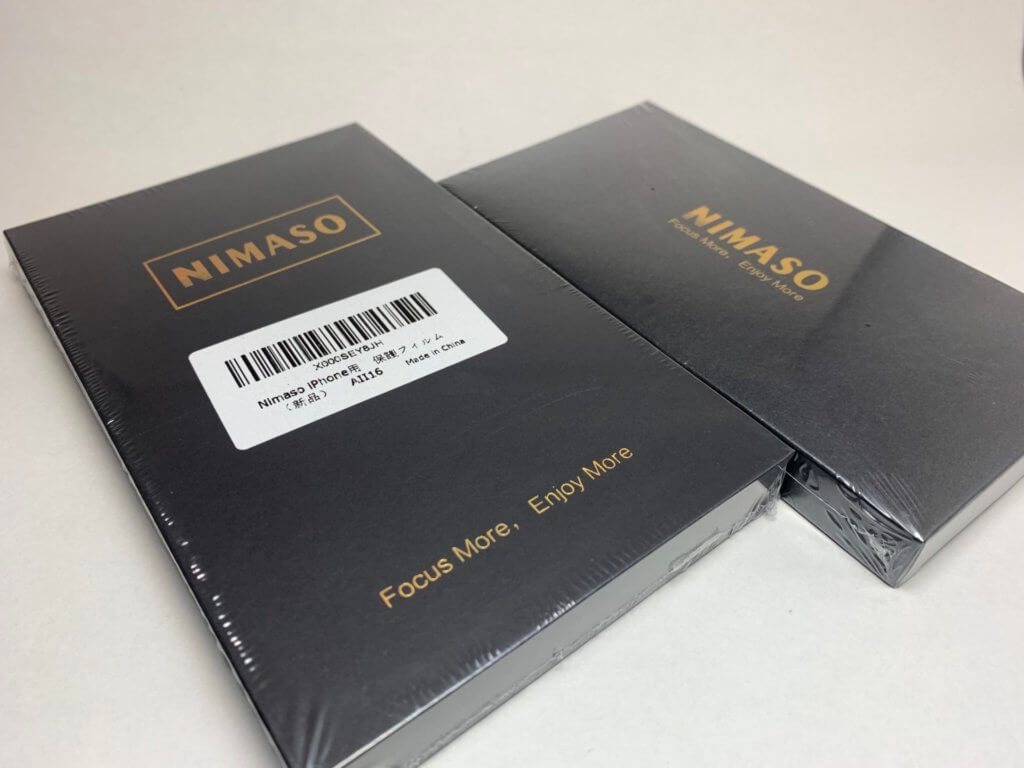 NIMASO
X000SEY8JH
Nimaso iPhone用 保護フィルム
（新品） AII16 Made in China
Focus More, Enjoy More
NIMASO
Focus More, Enjoy More